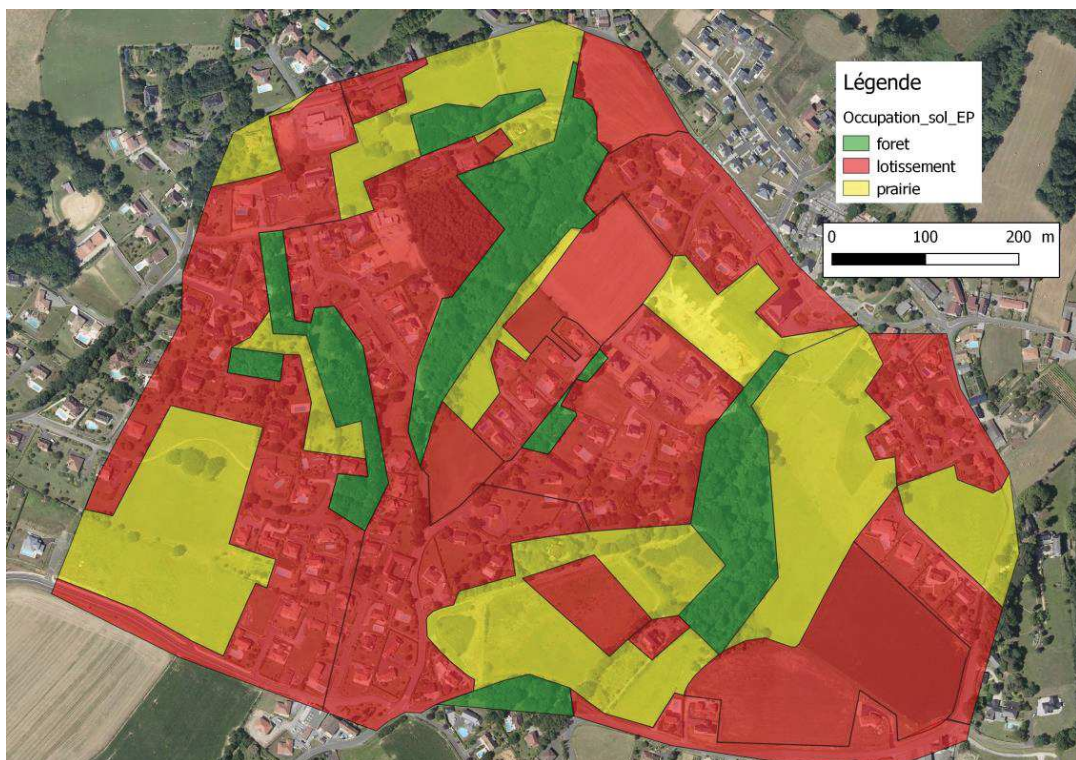 Légende
Occupation_sol_EP
foret
lotissement
prairie
0 100 200 m